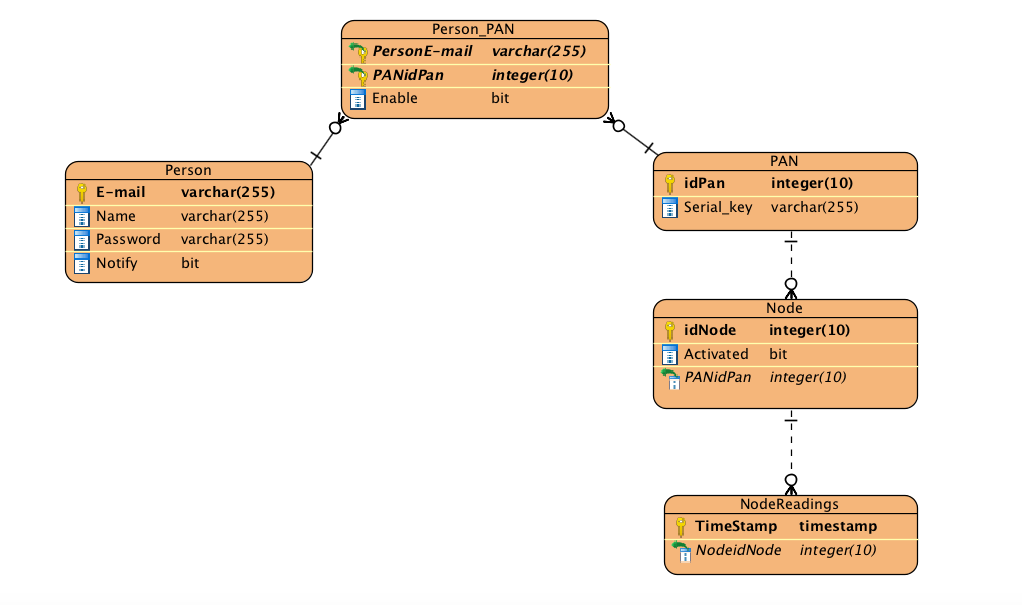 Person_PAN
PersonE-mail varchar(255)
PANidPan integer(10)
Enable bit
Person
E-mail varchar(255)
Name varchar(255)
Password varchar(255)
Notify bit
PAN
idPan integer(10)
Serial_key varchar(255)
Node
idNode integer(10)
Activated bit
PANidPan integer(10)
NodeReadings
TimeStamp timestamp
NodeidNode integer(10)